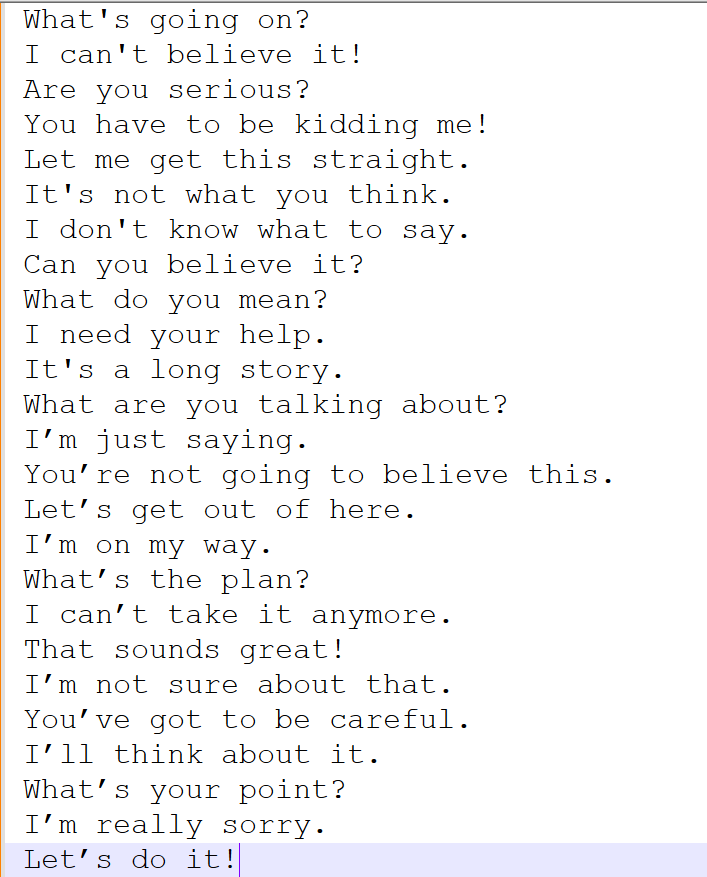 What's going on?
I can't believe it!
Are you serious?
You have to be kidding me!
Let me get this straight.
It's not what you think.
I don't know what to say.
Can you believe it?
What do you mean?
I need your help.
It's a long story.
What are you talking about?
I’m just saying.
You’re not going to believe this.
Let’s get out of here.
I’m on my way.
What’s the plan?
I can’t take it anymore.
That sounds great!
I’m not sure about that.
You’ve got to be careful.
I’ll think about it.
What’s your point?
I’m really sorry.
Let’s do it!